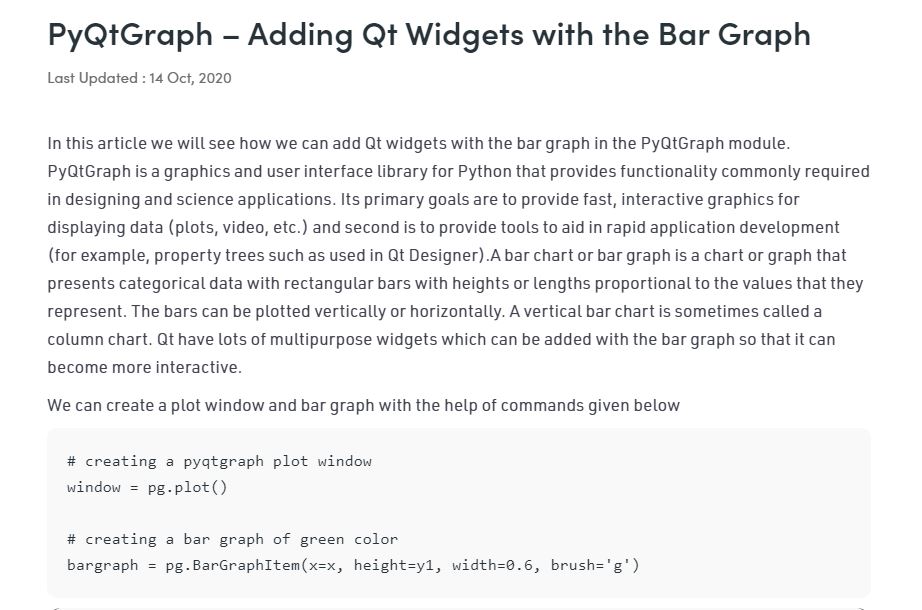 PyQtGraph – Adding Qt Widgets with the Bar Graph
Last Updated : 14 Oct, 2020
In this article we will see how we can add Qt widgets with the bar graph in the PyQtGraph module.
PyQtGraph is a graphics and user interface library for Python that provides functionality commonly required
in designing and science applications. Its primary goals are to provide fast, interactive graphics for
displaying data (plots, video, etc.) and second is to provide tools to aid in rapid application development
(for example, property trees such as used in Qt Designer).A bar chart or bar graph is a chart or graph that
presents categorical data with rectangular bars with heights or lengths proportional to the values that they
represent. The bars can be plotted vertically or horizontally. A vertical bar chart is sometimes called a
column chart. Qt have lots of multipurpose widgets which can be added with the bar graph so that it can
become more interactive.
We can create a plot window and bar graph with the help of commands given below
# creating a pyqtgraph plot window
window = pg.plot()
# creating a bar graph of green color
bargraph = pg.BarGraphItem(x=x, height=y1, width=0.6, brush='g')